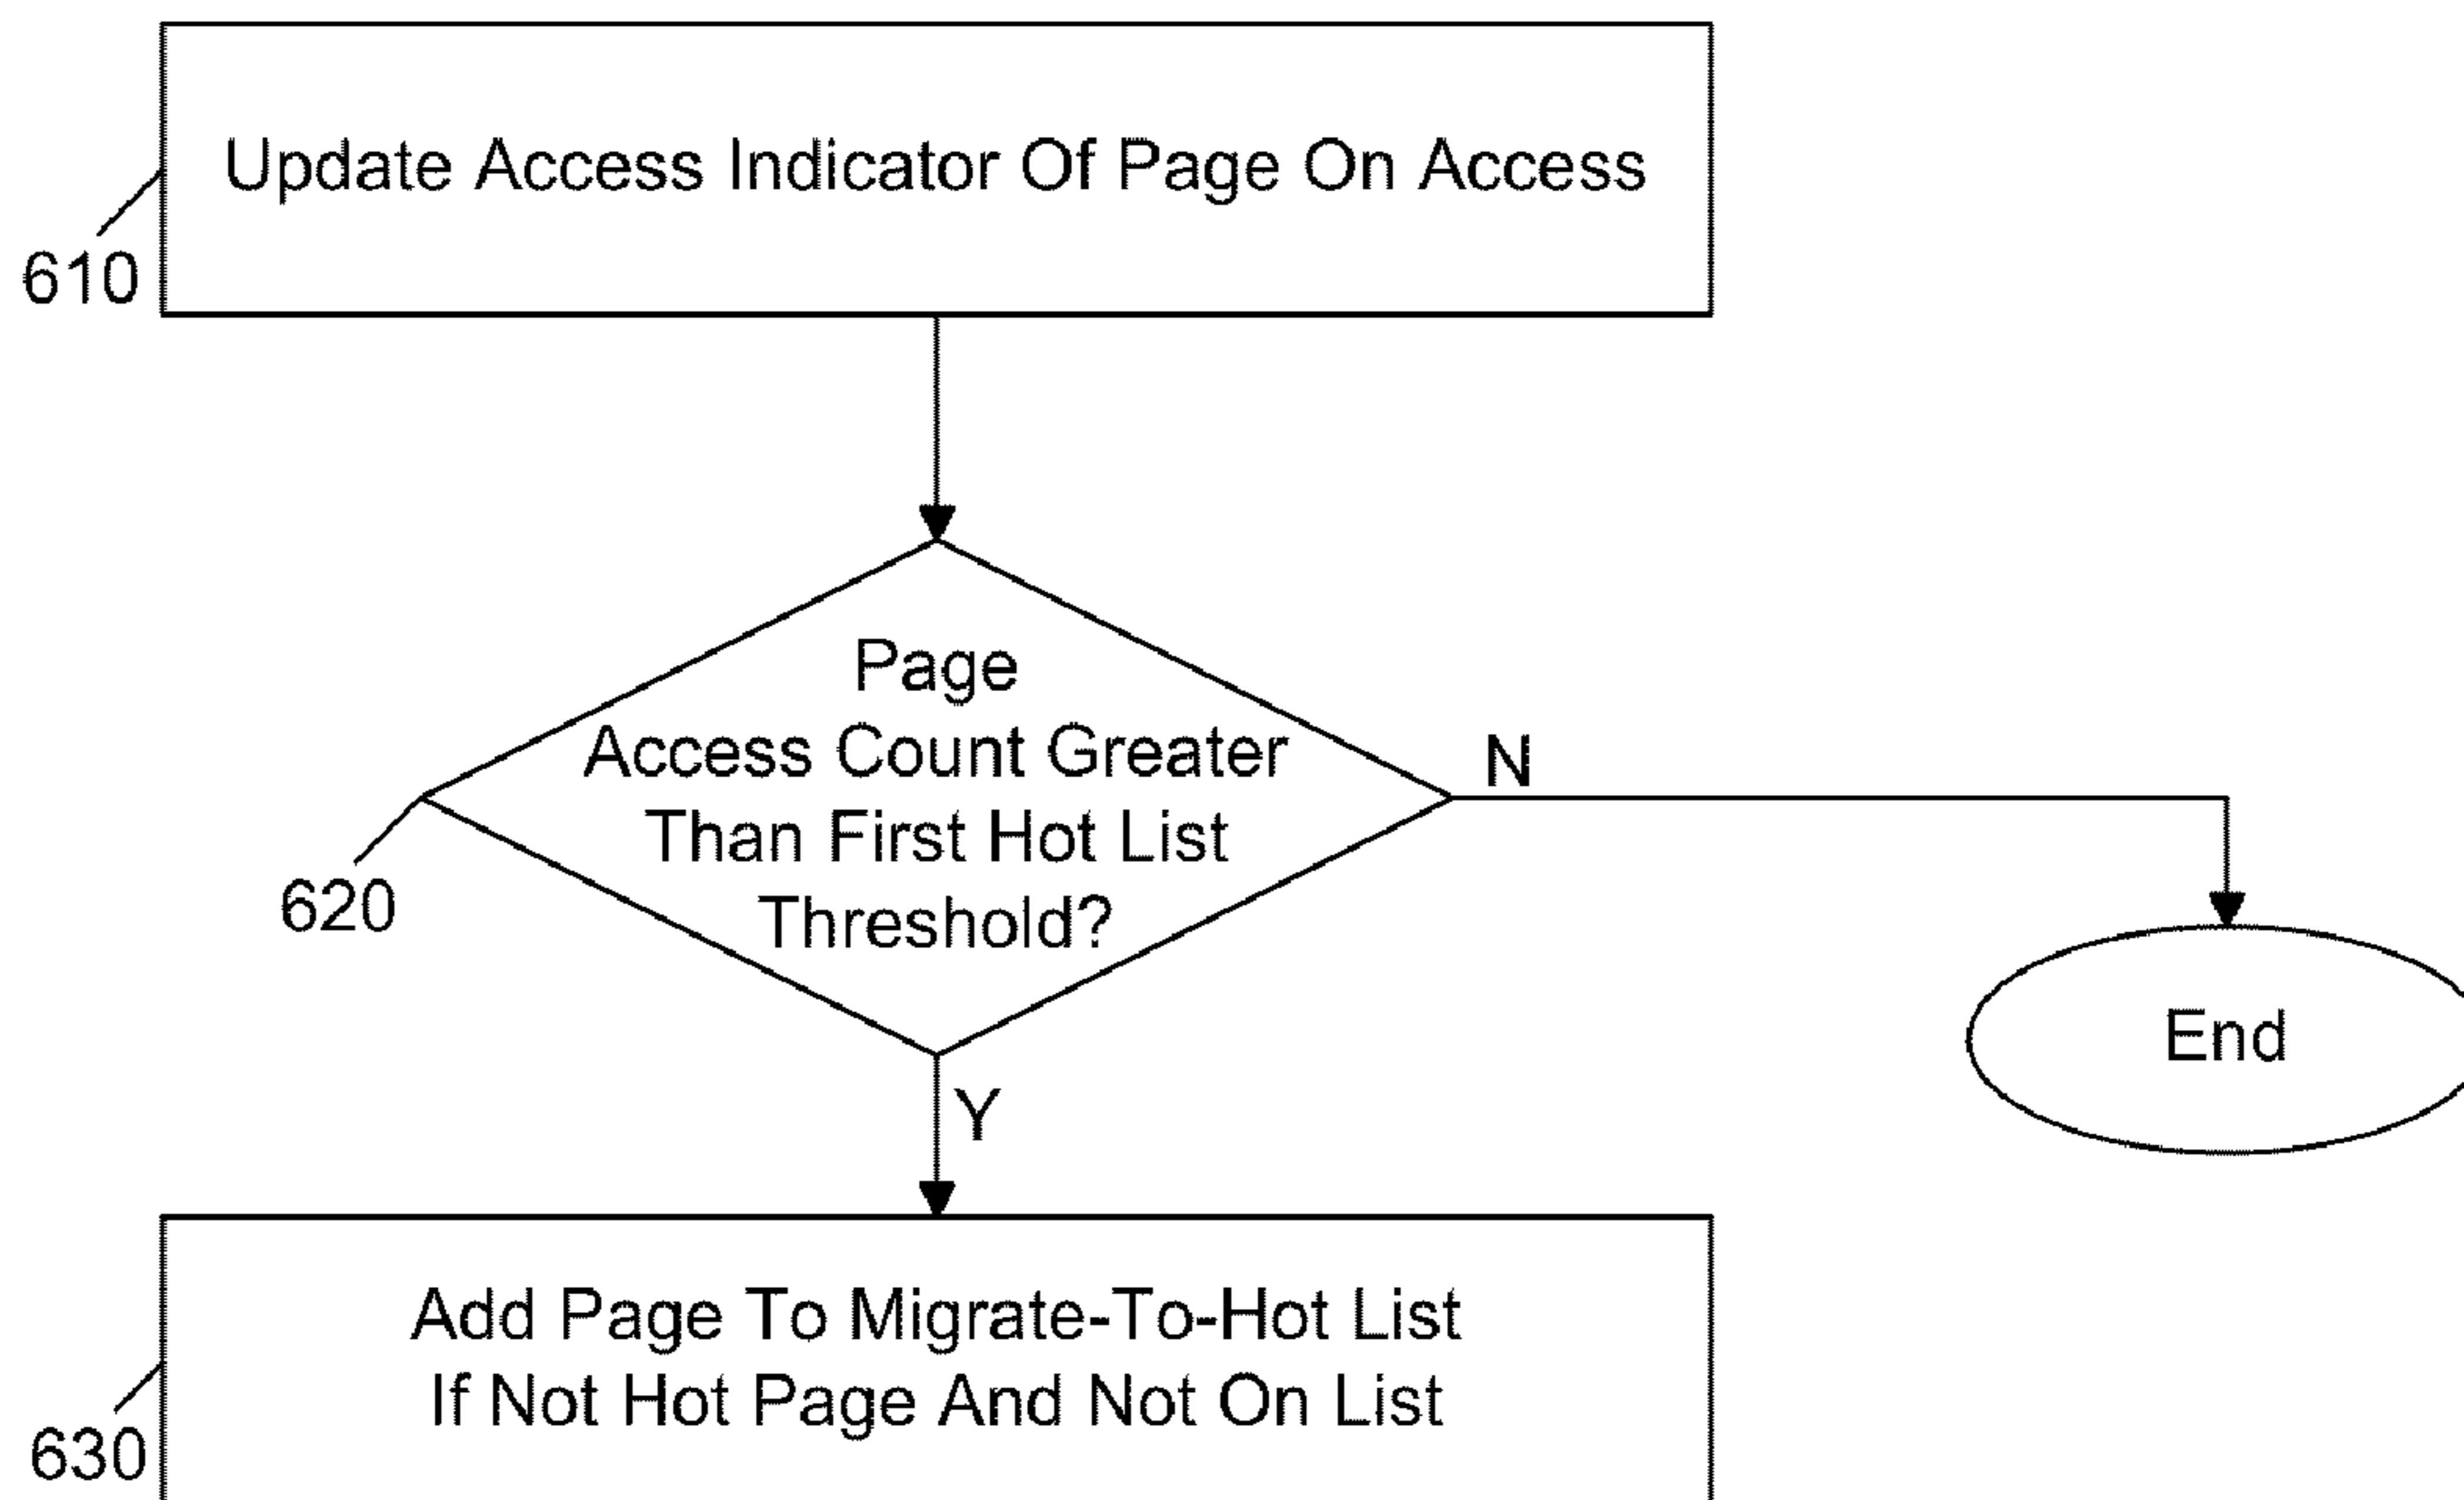 Update Access Indicator Of Page On Access
610
Page
Access Count Greater
Than First Hot List
Threshold?
N
620
End
Y
Add Page To Migrate-To-Hot List
If Not Hot Page And Not On List
630